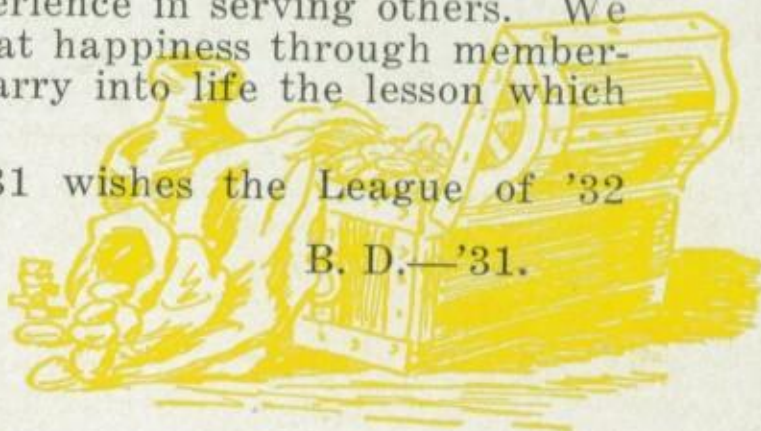 erience in serving others. We
at happiness through member-
arry into life the lesson which
31 wishes the League of ’32
B. D.—’31.